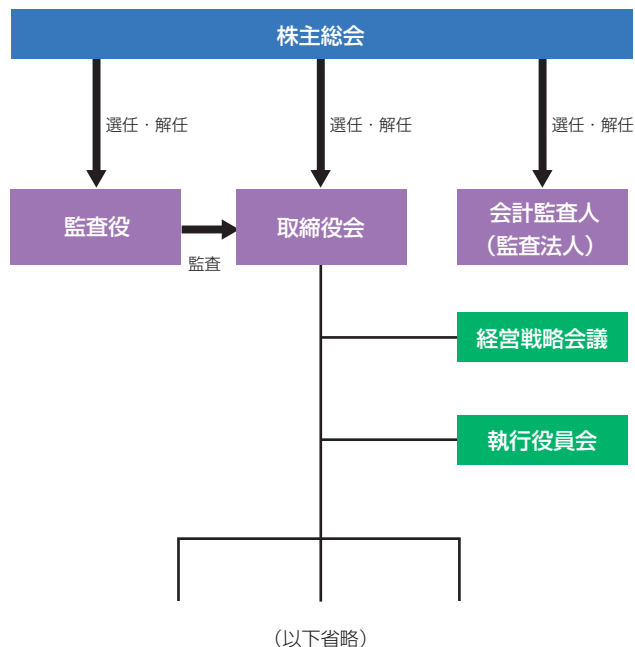 株主総会
選任・解任
選任・解任
選任・解任
監査役
取締役会
会計監査人
（監査法人）
監査
経営戦略会議
執行役員会
（以下省略）